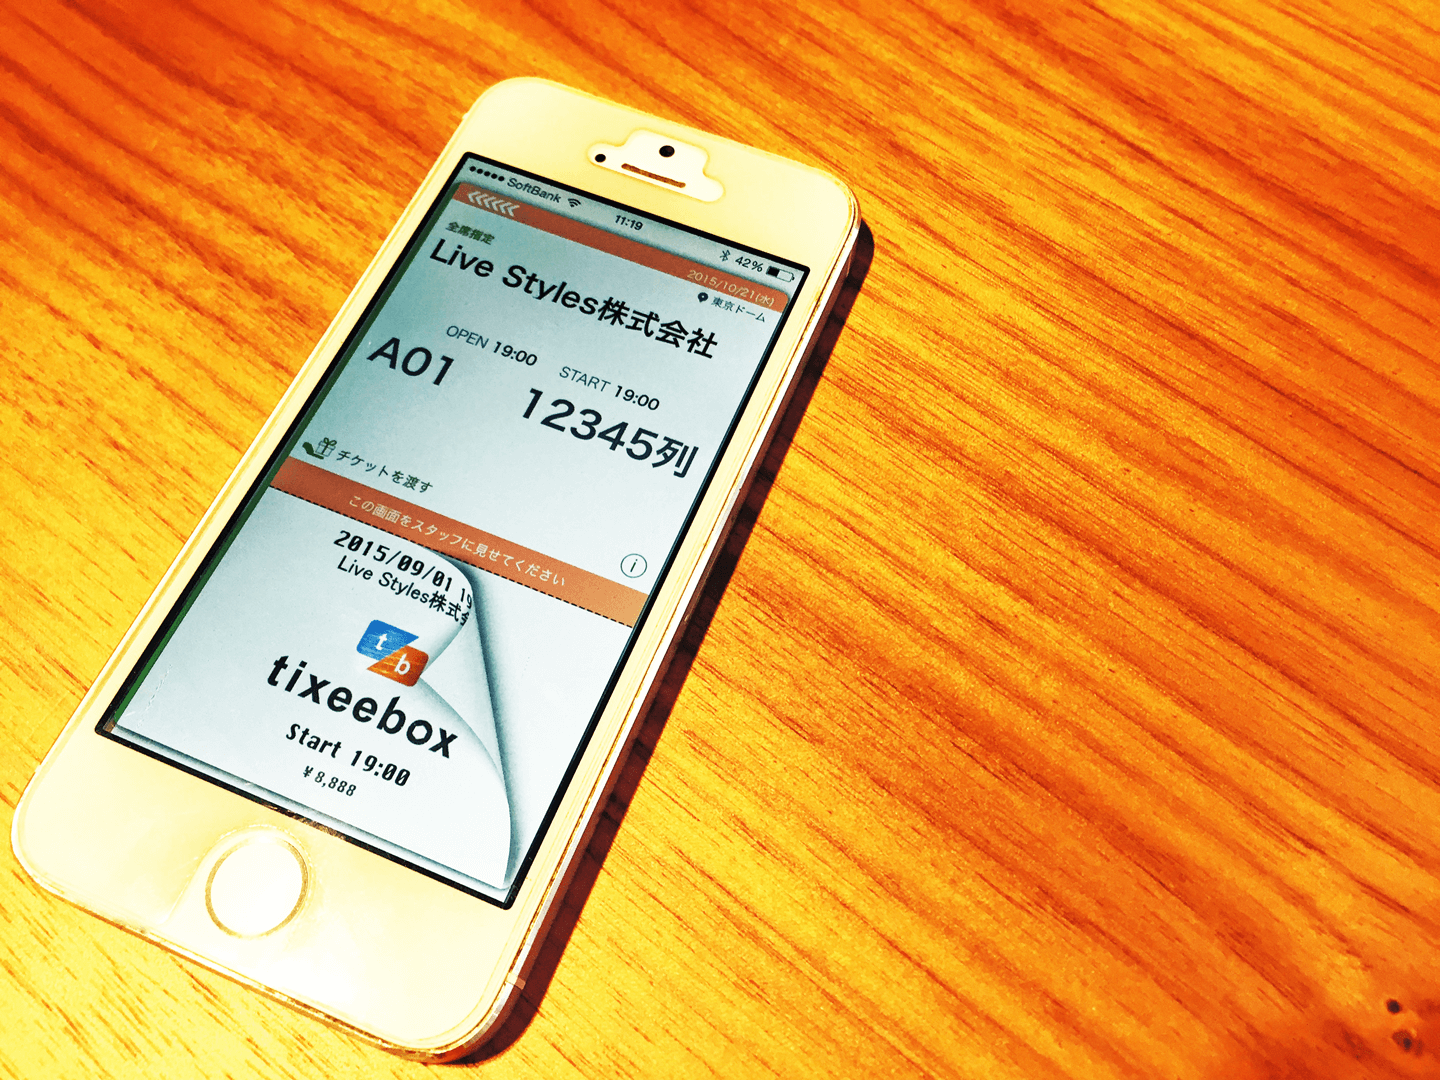 SoftBank 11:19 42%
2015/10/21(水)
全席指定
東京ドーム
Live Styles株式会社
OPEN 19:00 START 19:00
A01 12345列
チケットを渡す
この画面をスタッフに見せてください
i
2015/09/01 19
Live Styles株式会
t b
tixeebox
Start 19:00
¥8,888